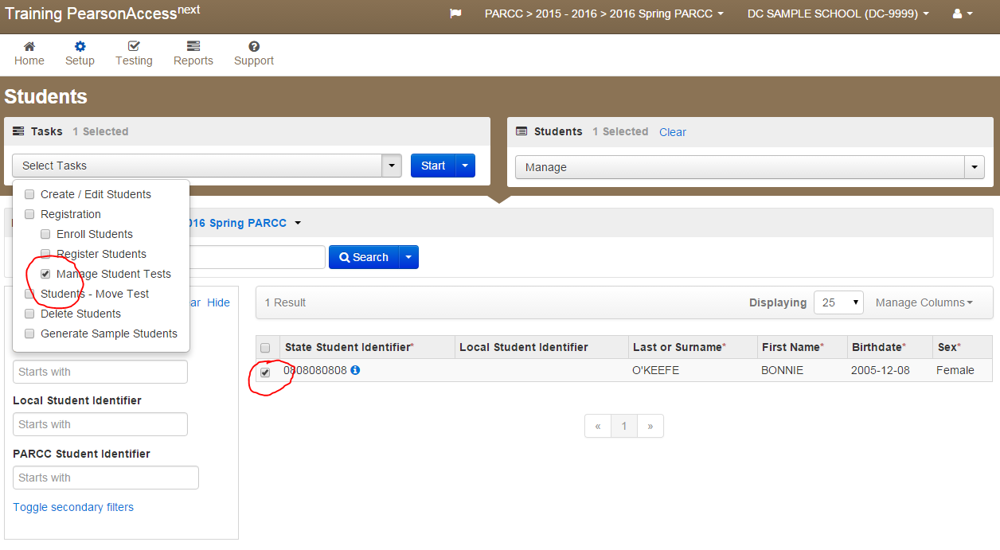 Training PearsonAccessnext
PARCC > 2015 - 2016 > 2016 Spring PARCC
DC SAMPLE SCHOOL (DC-9999)
Home
Setup
Testing
Reports
Support
Students
Tasks 1 Selected
Select Tasks
Start
Students 1 Selected Clear
Manage
Create / Edit Students
Registration
Enroll Students
Register Students
Manage Student Tests
Students - Move Test
Delete Students
Generate Sample Students
016 Spring PARCC
Search
ar Hide
Starts with
Local Student Identifier
Starts with
PARCC Student Identifier
Starts with
Toggle secondary filters
1 Result
Displaying 25 Manage Columns
State Student Identifier* Local Student Identifier Last or Surname* First Name* Birthdate* Sex*
0808080808 O'KEEFE BONNIE 2005-12-08 Female
« 1 »